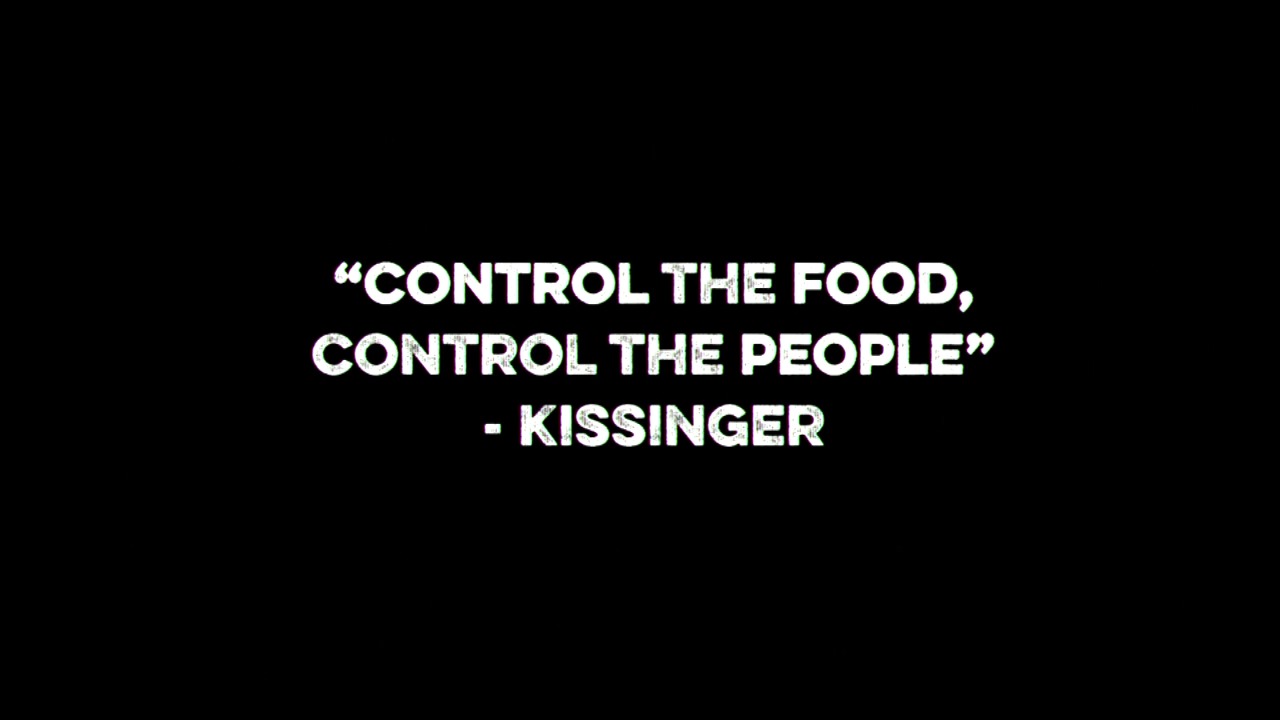 “CONTROL THE FOOD,
CONTROL THE PEOPLE”
- KISSINGER